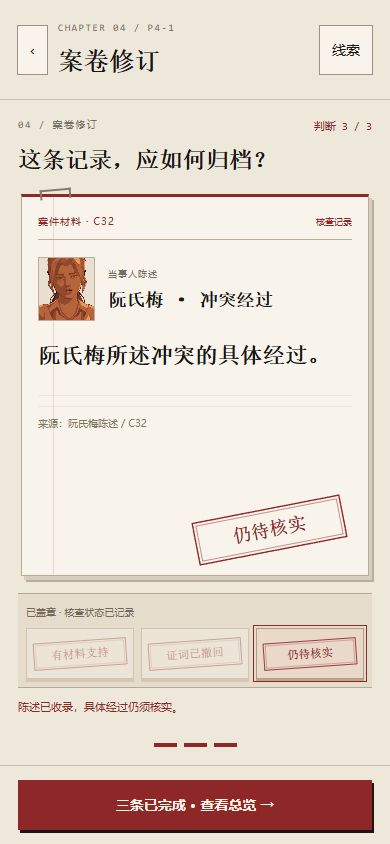 ‹
CHAPTER 04 / P4-1
案卷修订
线索
04 / 案卷修订
判断 3 / 3
这条记录，应如何归档？
案件材料 · C32
核查记录
当事人陈述
阮氏梅 • 冲突经过
阮氏梅所述冲突的具体经过。
来源：阮氏梅陈述 / C32
仍待核实
已盖章 · 核查状态已记录
有材料支持
证词已撤回
仍待核实
陈述已收录，具体经过仍须核实。
三条已完成 • 查看总览 →